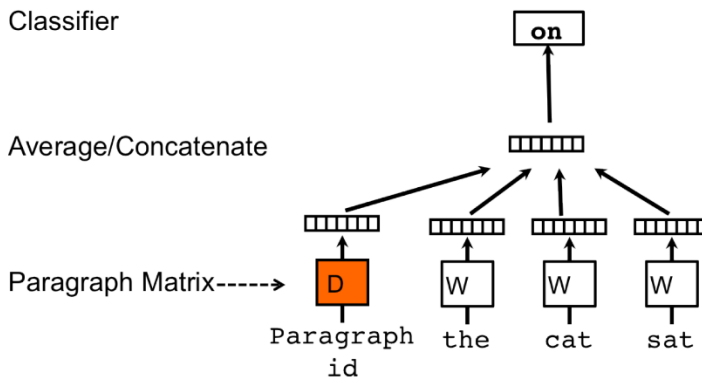 Classifier
on
Average/Concatenate
Paragraph Matrix
D
W
W
W
Paragraph
id
the
cat
sat